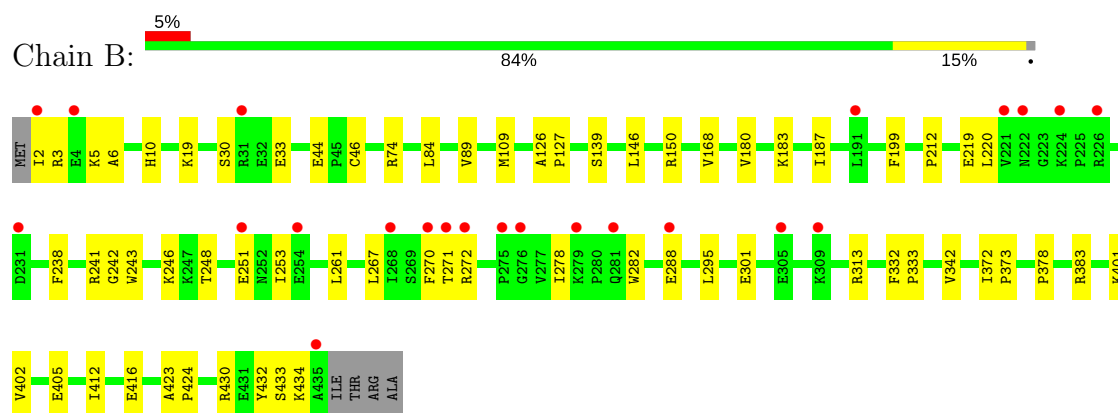 5%
Chain B:
84% 15% •
MET I2 R3 E4 K5 A6 H10 K19 S30 R31 E32 E33 E44 P45 C46 R74 L84 V89 M109 A126 P127 S139 L146 R150 V168 V180 K183 I187 L191 F199 P212 E219 L220 V221 N222 G223 K224 P225 R226
D231 F238 R241 G242 W243 K246 K247 T248 E251 N252 I253 E254 L261 L267 I268 S269 F270 T271 R272 P275 G276 V277 I278 K279 P280 Q281 W282 E288 L295 E301 E305 K309 R313 F332 P333 V342 I372 P373 P378 R383 K401
V402 E405 I412 E416 A423 P424 R430 E431 Y432 S433 K434 A435 ILE THR ARG ALA